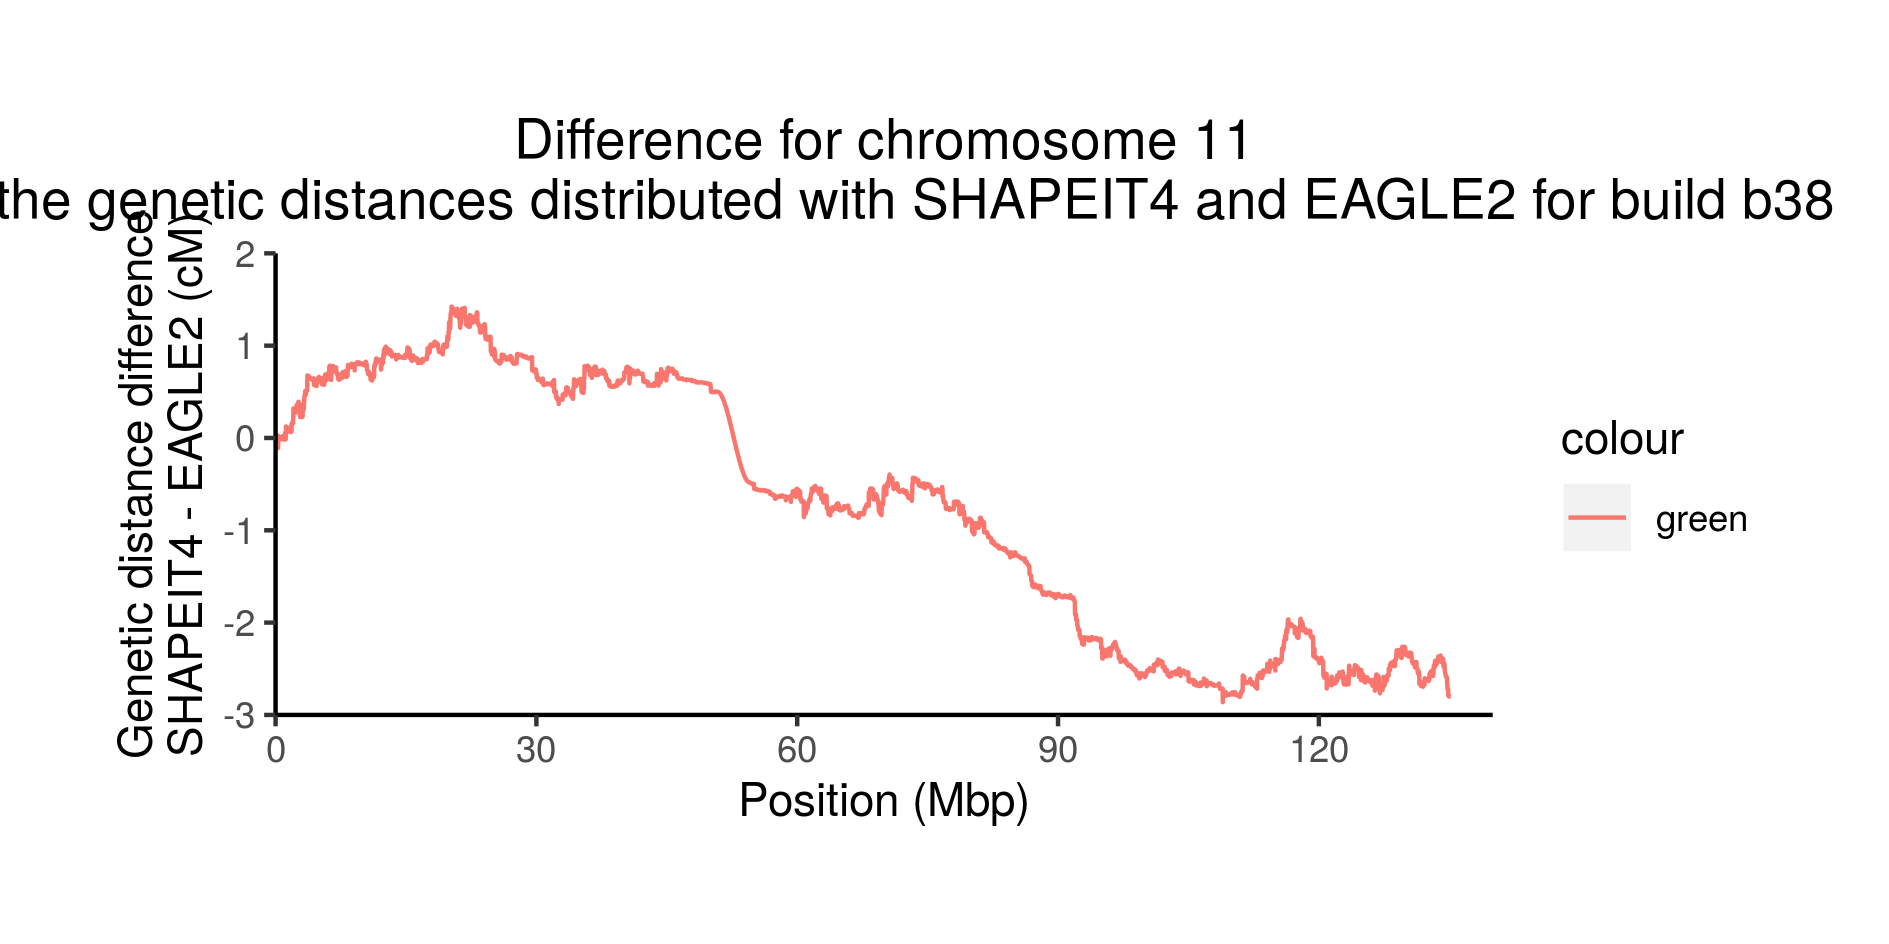 Difference for chromosome 11
the genetic distances distributed with SHAPEIT4 and EAGLE2 for build b38
Genetic distance difference
SHAPEIT4 - EAGLE2 (cM)
2
1
0
-1
-2
-3
0
30
60
90
120
Position (Mbp)
colour
green